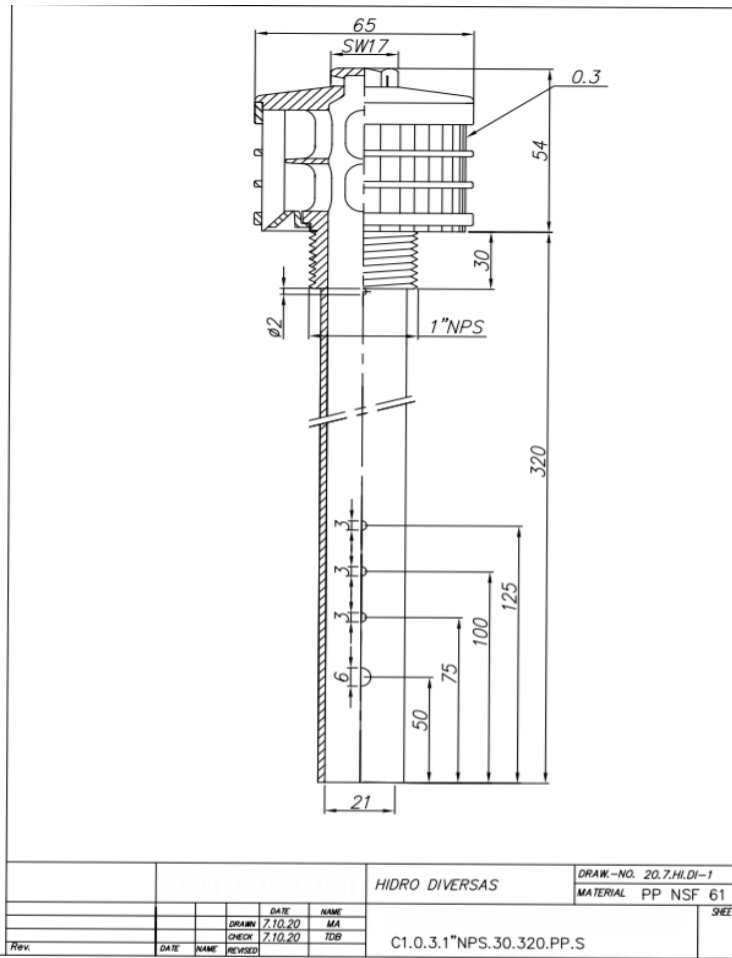 65
SW17
0.3
54
30
ø2
1"NPS
320
3
3
3
6
125
100
75
50
21
HIDRO DIVERSAS
DRAW.-NO. 20.7.HI.DI-1
MATERIAL PP NSF 61
DATE NAME
DRAWN 7.10.20 MA
CHECK 7.10.20 TDB
Rev. DATE NAME REVISED
C1.0.3.1"NPS.30.320.PP.S
SHEE